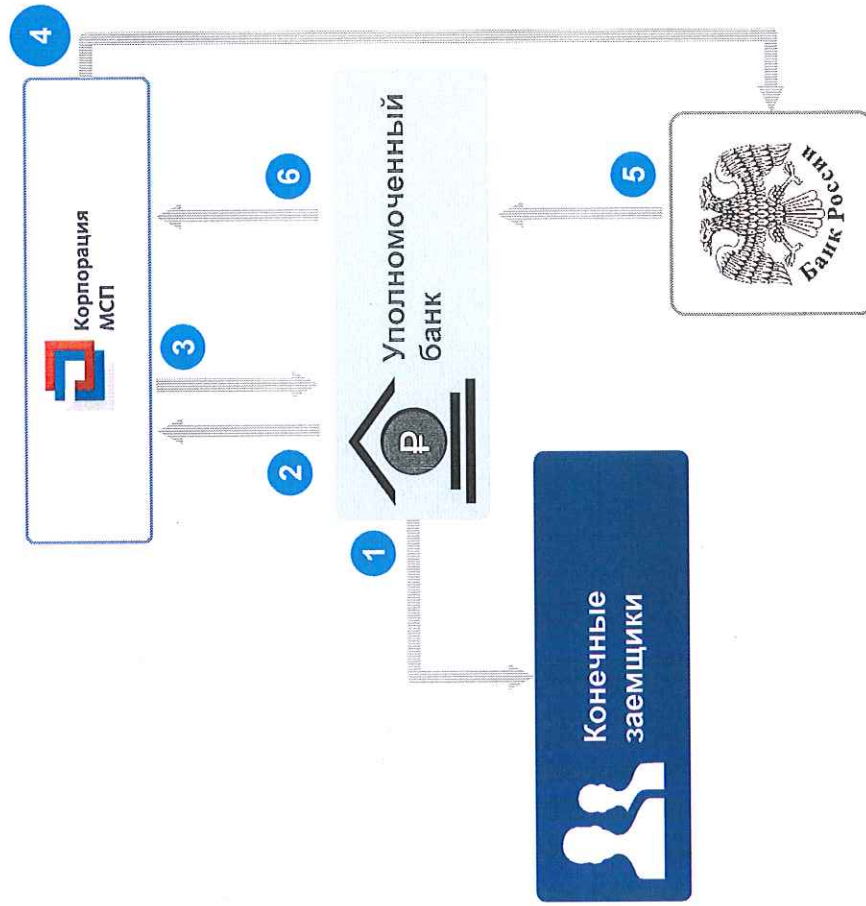 4
Корпорация
МСП
3
2
6
1
Уполномоченный
банк
₽
5
Конечные
заемщики
Банк России